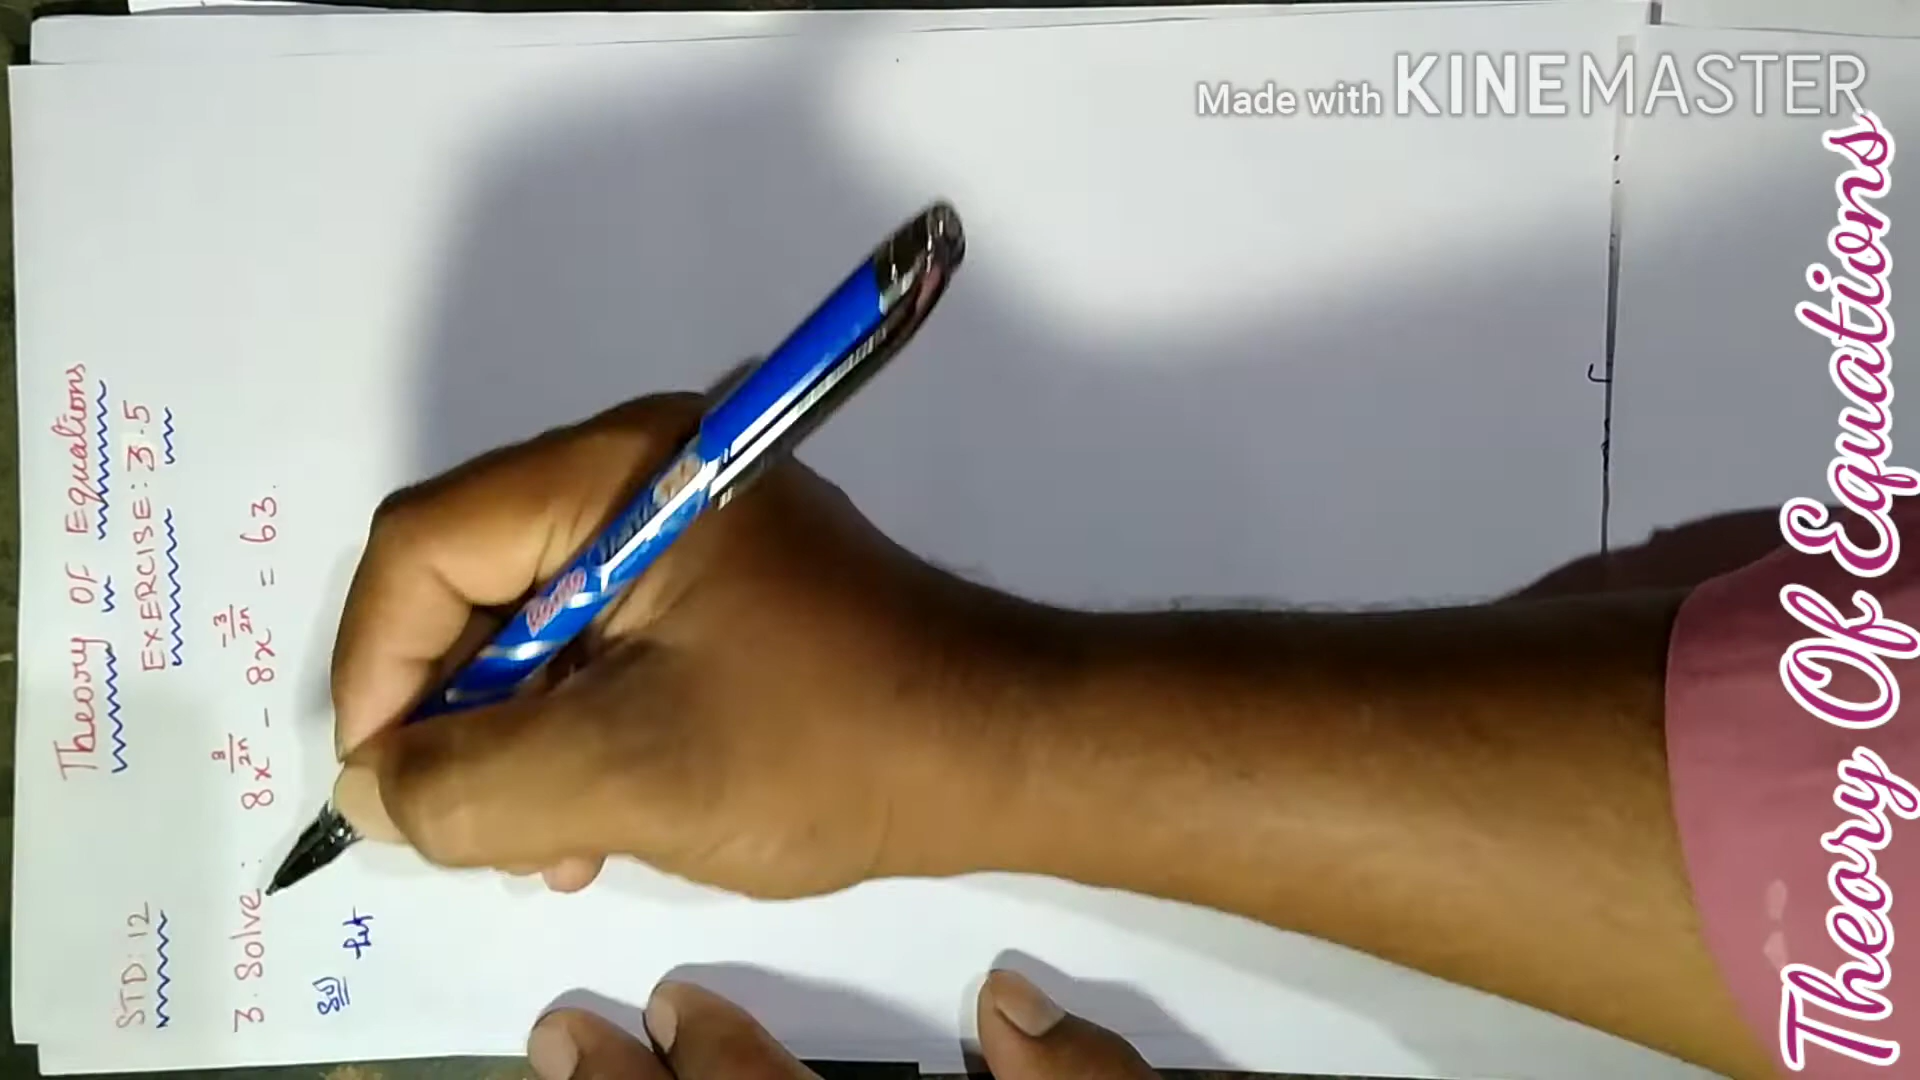 Made with KINEMASTER
Theory Of Equations
STD: 12
Theory OF Equations
EXERCISE: 3.5
3. Solve: 8x^(3/2n) - 8x^(-3/2n) = 63.
Sol
Let